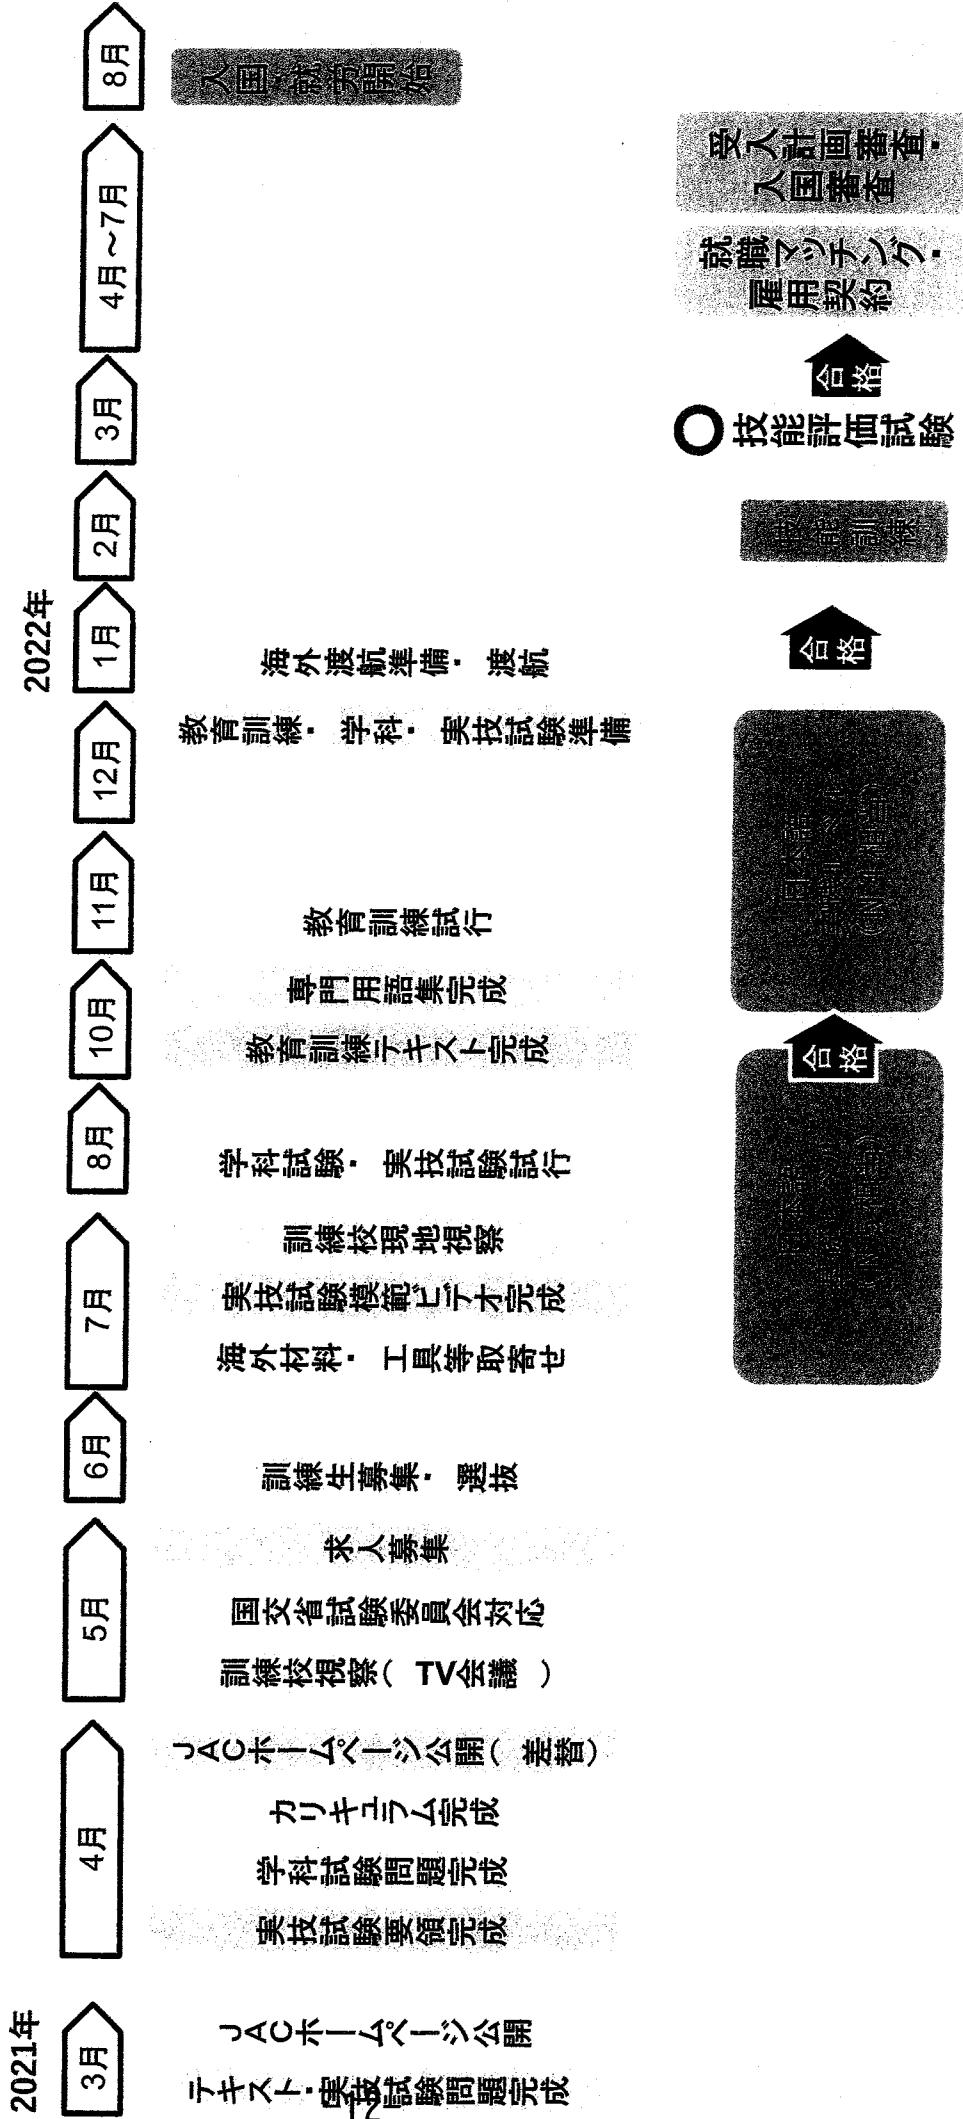 2021年
3月
テキスト・実技試験問題完成
JACホームページ公開
4月
実技試験要領完成
学科試験問題完成
カリキュラム完成
JACホームページ公開（差替）
5月
訓練校視察（TV会議）
国交省試験委員会対応
求人募集
6月
訓練生募集・選抜
7月
海外材料・工具等取寄せ
実技試験模範ビデオ完成
訓練校現地視察
8月
学科試験・実技試験試行
10月
教育訓練テキスト完成
専門用語集完成
11月
教育訓練試行
12月
教育訓練・学科・実技試験準備
2022年
1月
海外渡航準備・渡航
2月
3月
4月～7月
8月
入国・就労開始
合格
日本語
合格
技能訓練
技能評価試験
合格
就職マッチング・
雇用契約
受入計画審査・
入国審査